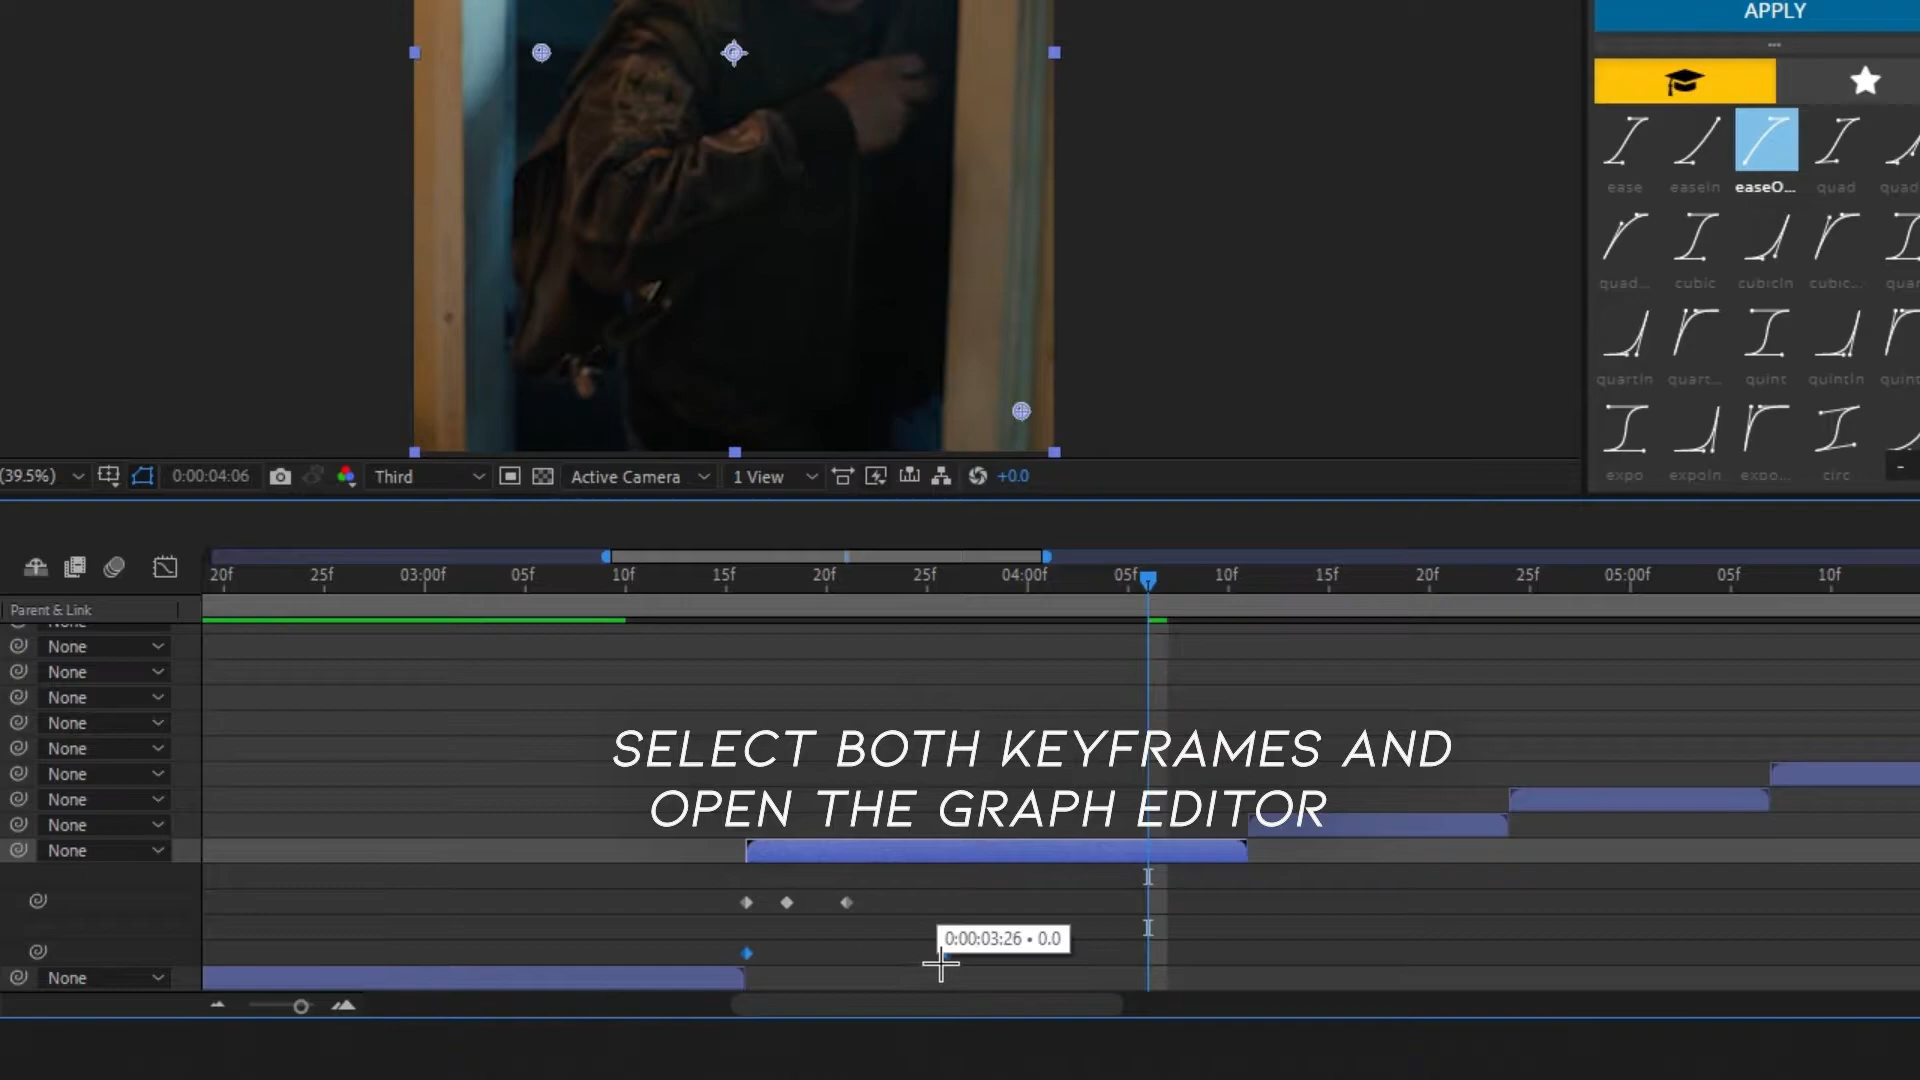 APPLY
ease easeIn easeO... quad quad
quad... cubic cubicIn cubic... quar
quartIn quart... quint quintIn quint
expo expoIn expo... circ
(39.5%) 0:00:04:06 Third Active Camera 1 View +0.0
20f 25f 03:00f 05f 10f 15f 20f 25f 04:00f 05f 10f 15f 20f 25f 05:00f 05f 10f
Parent & Link
None
None
None
None
None
None
None
None
None
None
SELECT BOTH KEYFRAMES AND
OPEN THE GRAPH EDITOR
0:00:03:26 • 0.0
None